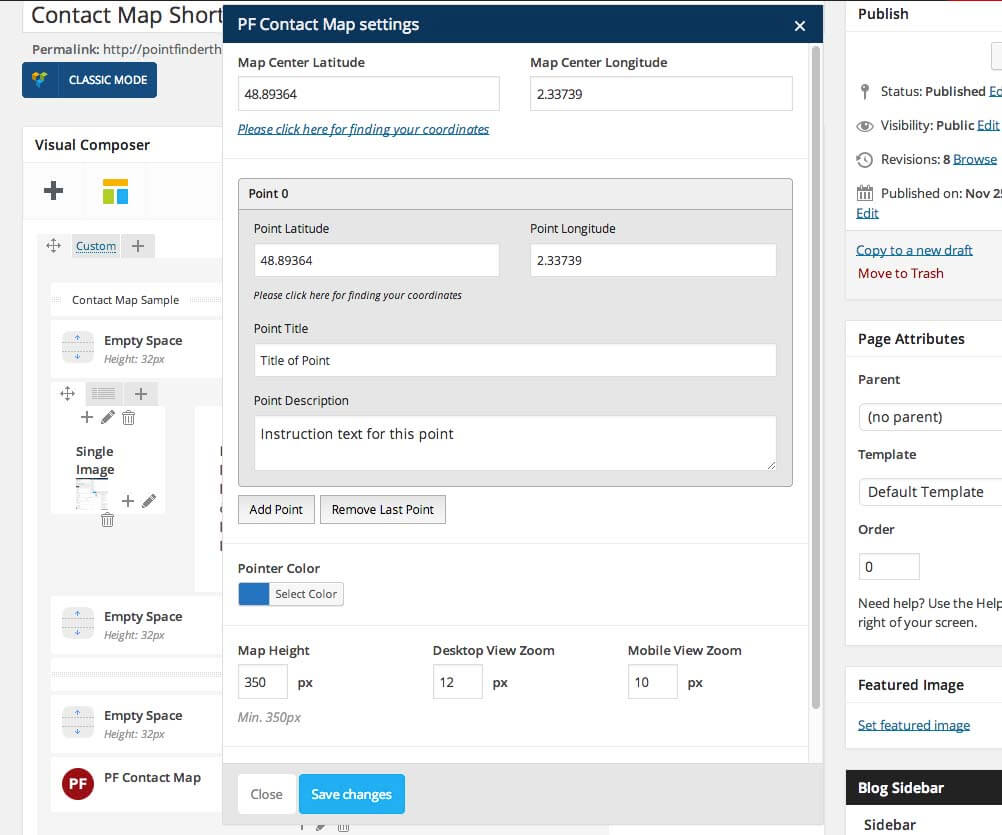 Contact Map Short
Permalink: http://pointfinderth
CLASSIC MODE
Visual Composer
Custom
Contact Map Sample
Empty Space
Height: 32px
Single
Image
Empty Space
Height: 32px
Empty Space
Height: 32px
PF
PF Contact Map
PF Contact Map settings
Map Center Latitude Map Center Longitude
48.89364 2.33739
Please click here for finding your coordinates
Point 0
Point Latitude Point Longitude
48.89364 2.33739
Please click here for finding your coordinates
Point Title
Title of Point
Point Description
Instruction text for this point
Add Point Remove Last Point
Pointer Color
Select Color
Map Height Desktop View Zoom Mobile View Zoom
350 px 12 px 10 px
Min. 350px
Close Save changes
Publish
Status: Published Ed
Visibility: Public Edit
Revisions: 8 Browse
Published on: Nov 25
Edit
Copy to a new draft
Move to Trash
Page Attributes
Parent
(no parent)
Template
Default Template
Order
0
Need help? Use the Help
right of your screen.
Featured Image
Set featured image
Blog Sidebar
Sidebar